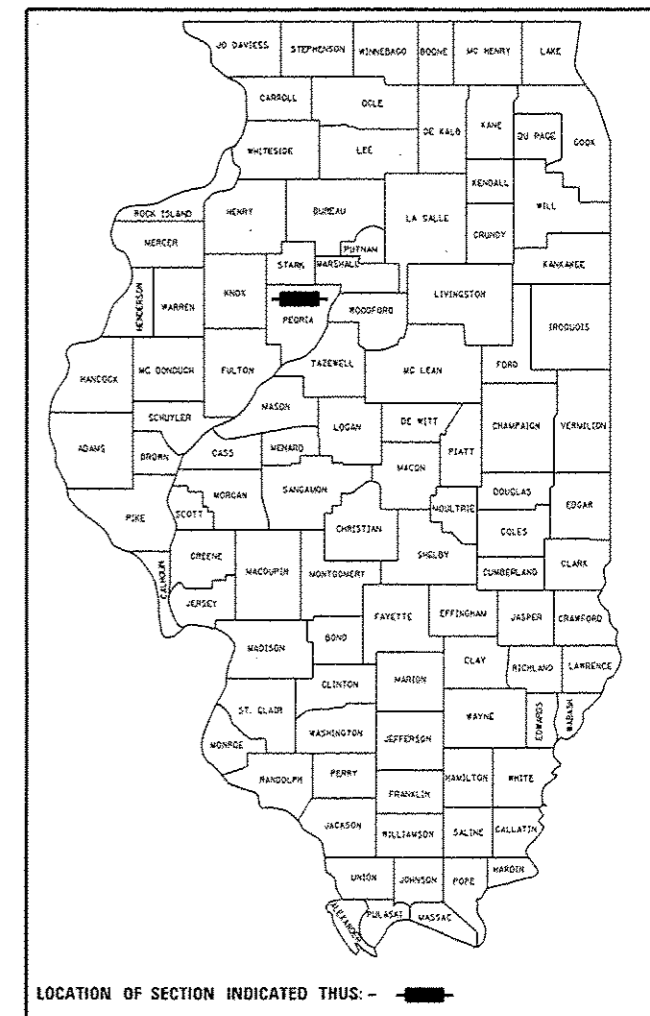 JO DAVIESS STEPHENSON WINNEBAGO BOONE MC HENRY LAKE
CARROLL OGLE DE KALB KANE DU PAGE COOK
WHITESIDE LEE
KENDALL
ROCK ISLAND HENRY BUREAU LA SALLE WILL
MERCER PUTNAM GRUNDY
STARK MARSHALL KANKAKEE
HENDERSON WARREN KNOX PEORIA WOODFORD LIVINGSTON
IROQUOIS
HANCOCK MC DONOUGH FULTON TAZEWELL MC LEAN FORD
MASON
SCHUYLER LOGAN DE WITT CHAMPAIGN VERMILION
ADAMS BROWN CASS MENARD PIATT
MACON
PIKE SCOTT MORGAN SANGAMON MOULTRIE DOUGLAS EDGAR
CHRISTIAN COLES
GREENE MACOUPIN MONTGOMERY SHELBY CUMBERLAND CLARK
CALHOUN JERSEY
FAYETTE EFFINGHAM JASPER CRAWFORD
MADISON BOND
CLAY RICHLAND LAWRENCE
CLINTON MARION
ST. CLAIR WAYNE EDWARDS WABASH
MONROE WASHINGTON JEFFERSON
RANDOLPH PERRY HAMILTON WHITE
FRANKLIN
JACKSON WILLIAMSON SALINE GALLATIN
UNION JOHNSON POPE HARDIN
ALEXANDER PULASKI MASSAC
LOCATION OF SECTION INDICATED THUS: -